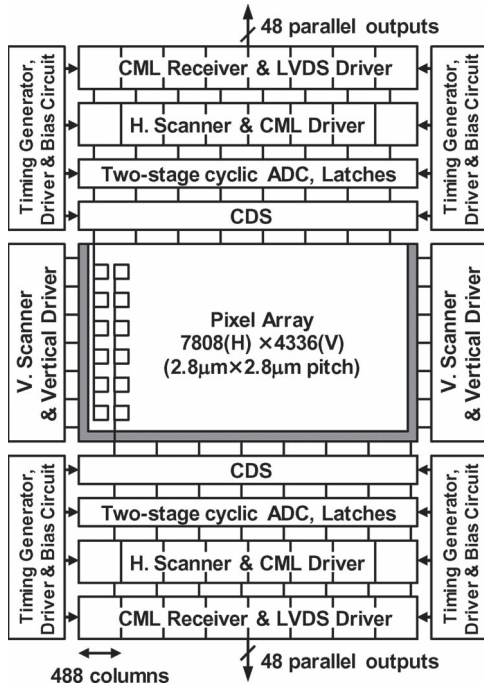 48 parallel outputs
Timing Generator,
Driver & Bias Circuit
CML Receiver & LVDS Driver
H. Scanner & CML Driver
Two-stage cyclic ADC, Latches
CDS
Timing Generator,
Driver & Bias Circuit
V. Scanner
& Vertical Driver
Pixel Array
7808(H) ×4336(V)
(2.8μm×2.8μm pitch)
V. Scanner
& Vertical Driver
Timing Generator,
Driver & Bias Circuit
CDS
Two-stage cyclic ADC, Latches
H. Scanner & CML Driver
CML Receiver & LVDS Driver
Timing Generator,
Driver & Bias Circuit
488 columns
48 parallel outputs